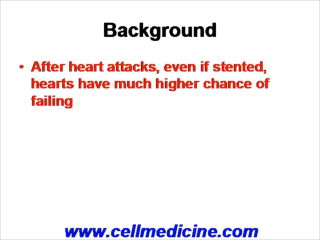 Background
• After heart attacks, even if stented,
hearts have much higher chance of
failing
www.cellmedicine.com